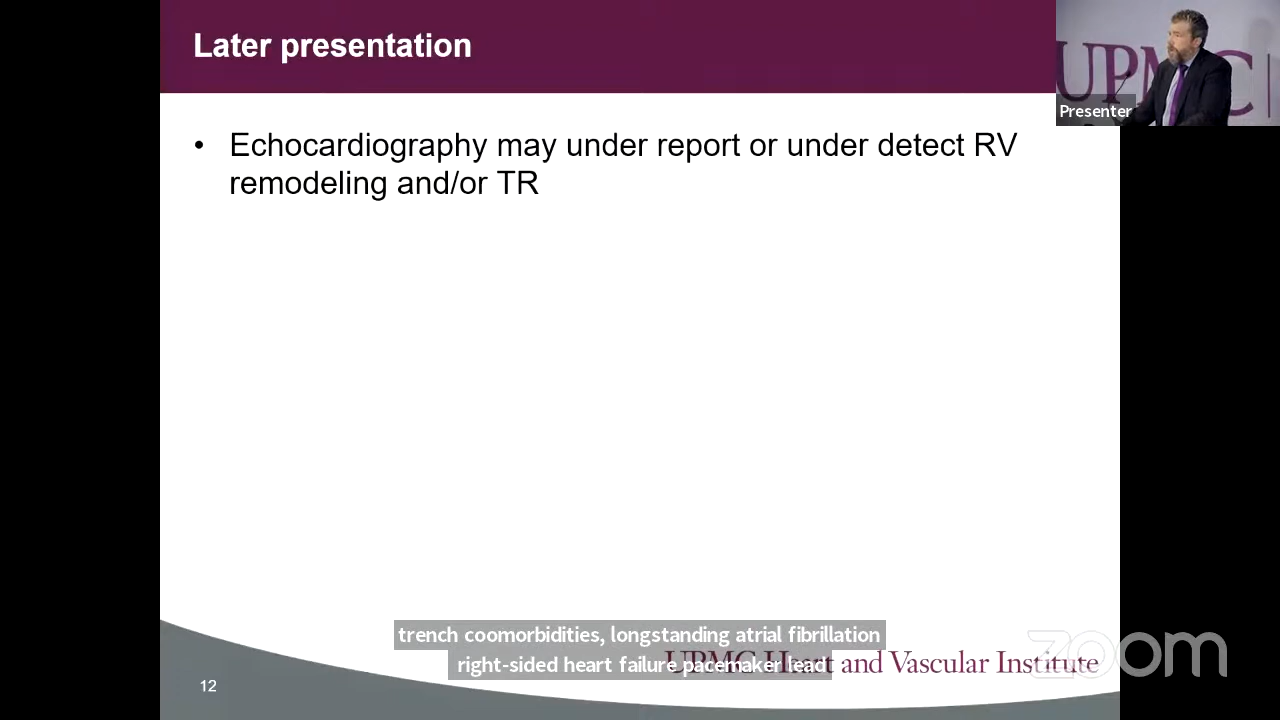 Later presentation
UPMC
Presenter
• Echocardiography may under report or under detect RV
remodeling and/or TR
trench coomorbidities, longstanding atrial fibrillation
right-sided heart failure pacemaker lead
UPMC Heart and Vascular Institute
zoom
12